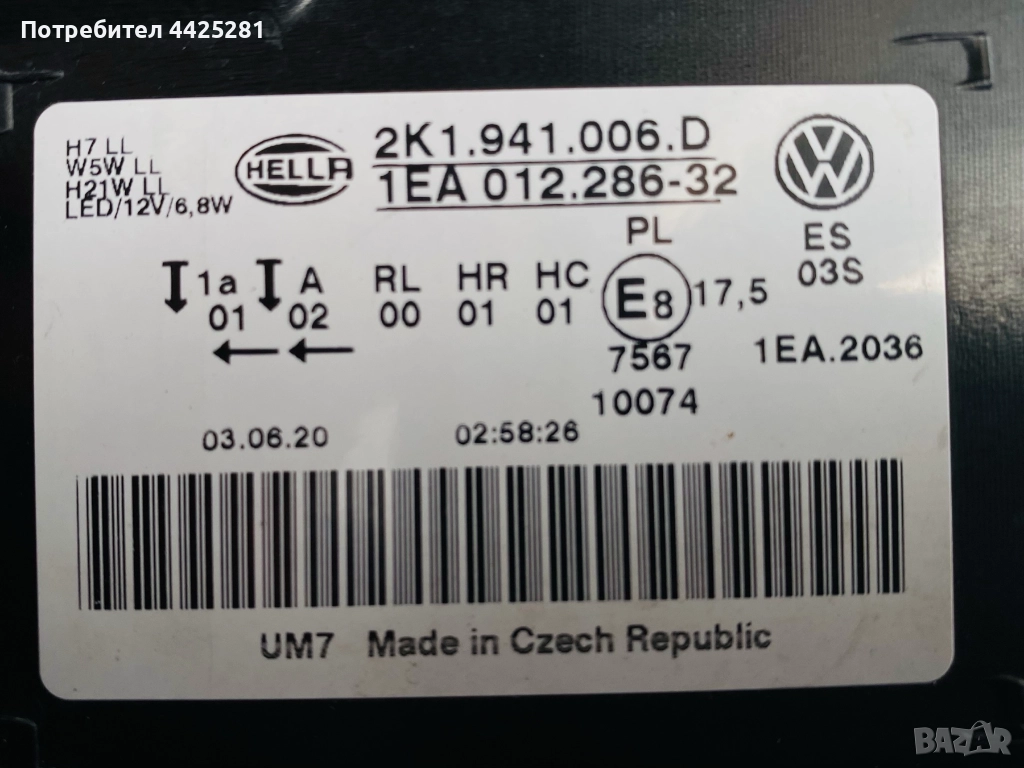 Потребител 4425281
H7 LL
W5W LL
H21W LL
LED/12V/6,8W
HELLA
2K1.941.006.D
1EA 012.286-32
PL
ES
03S
1a A RL HR HC E8 17,5
01 02 00 01 01
7567 1EA.2036
10074
03.06.20 02:58:26
UM7 Made in Czech Republic
BAZAR